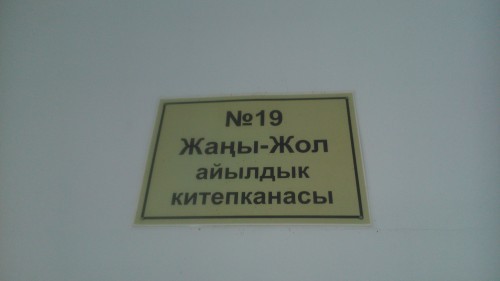 №19
Жаңы-Жол
айылдык
китепканасы